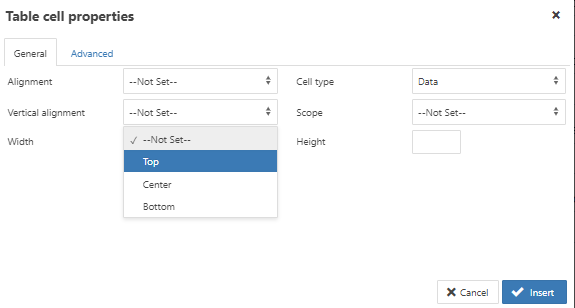 Table cell properties
General Advanced
Alignment --Not Set-- Cell type Data
Vertical alignment --Not Set-- Scope --Not Set--
Width --Not Set-- Height
Top
Center
Bottom
Cancel Insert